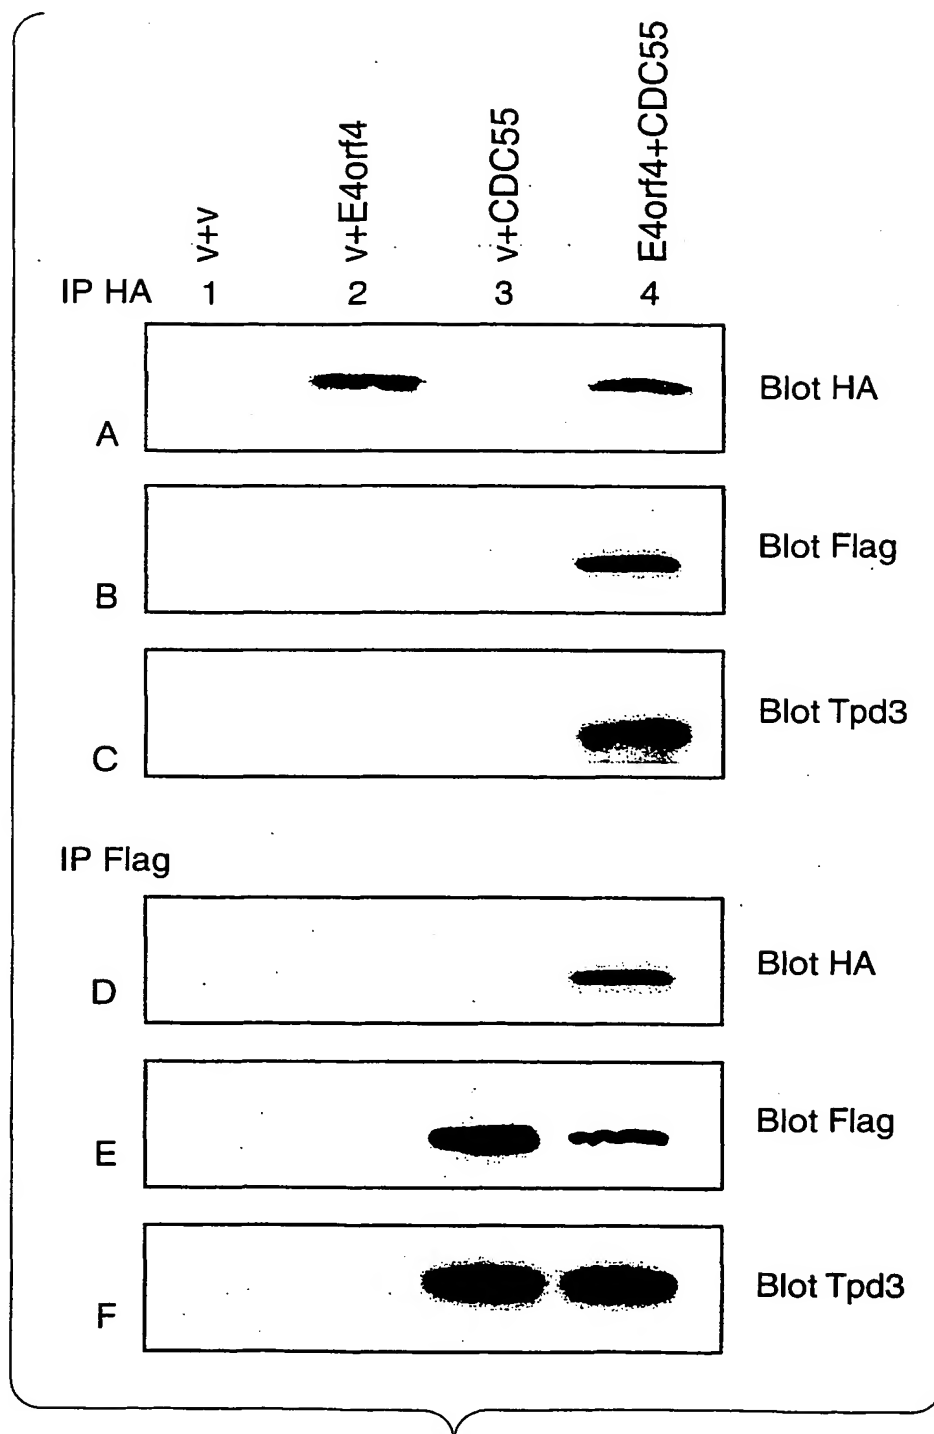 v+v
v+E4orf4
v+CDC55
E4orf4+CDC55
IP HA 1 2 3 4
A Blot HA
B Blot Flag
C Blot Tpd3
IP Flag
D Blot HA
E Blot Flag
F Blot Tpd3